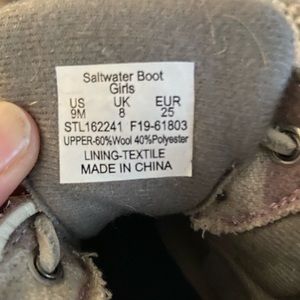 Saltwater Boot
Girls
US UK EUR
9M 8 25
STL162241 F19-61803
UPPER-60%Wool 40%Polyester
LINING-TEXTILE
MADE IN CHINA